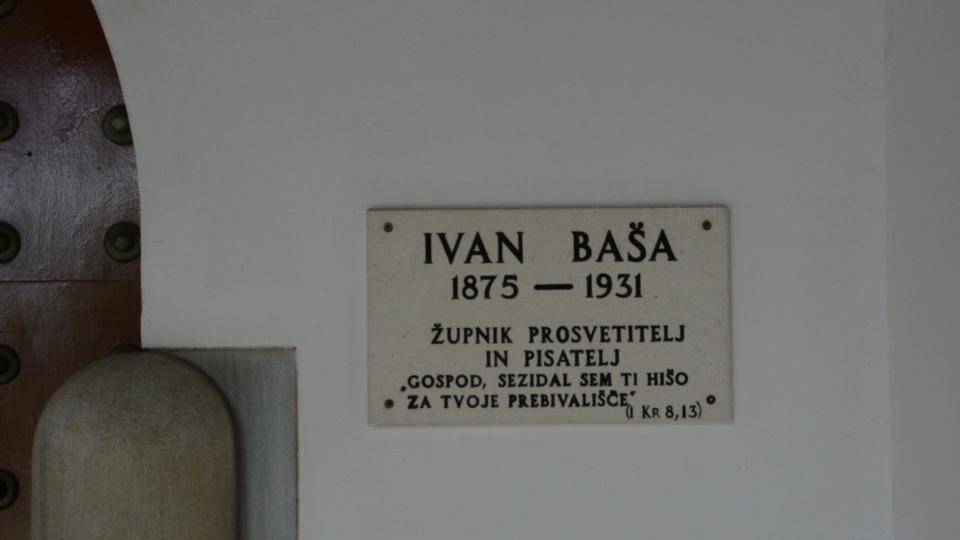 IVAN BAŠA
1875 — 1931
ŽUPNIK PROSVETITELJ
IN PISATELJ
„GOSPOD, SEZIDAL SEM TI HIŠO
ZA TVOJE PREBIVALIŠČE"
(1 KR 8,13)